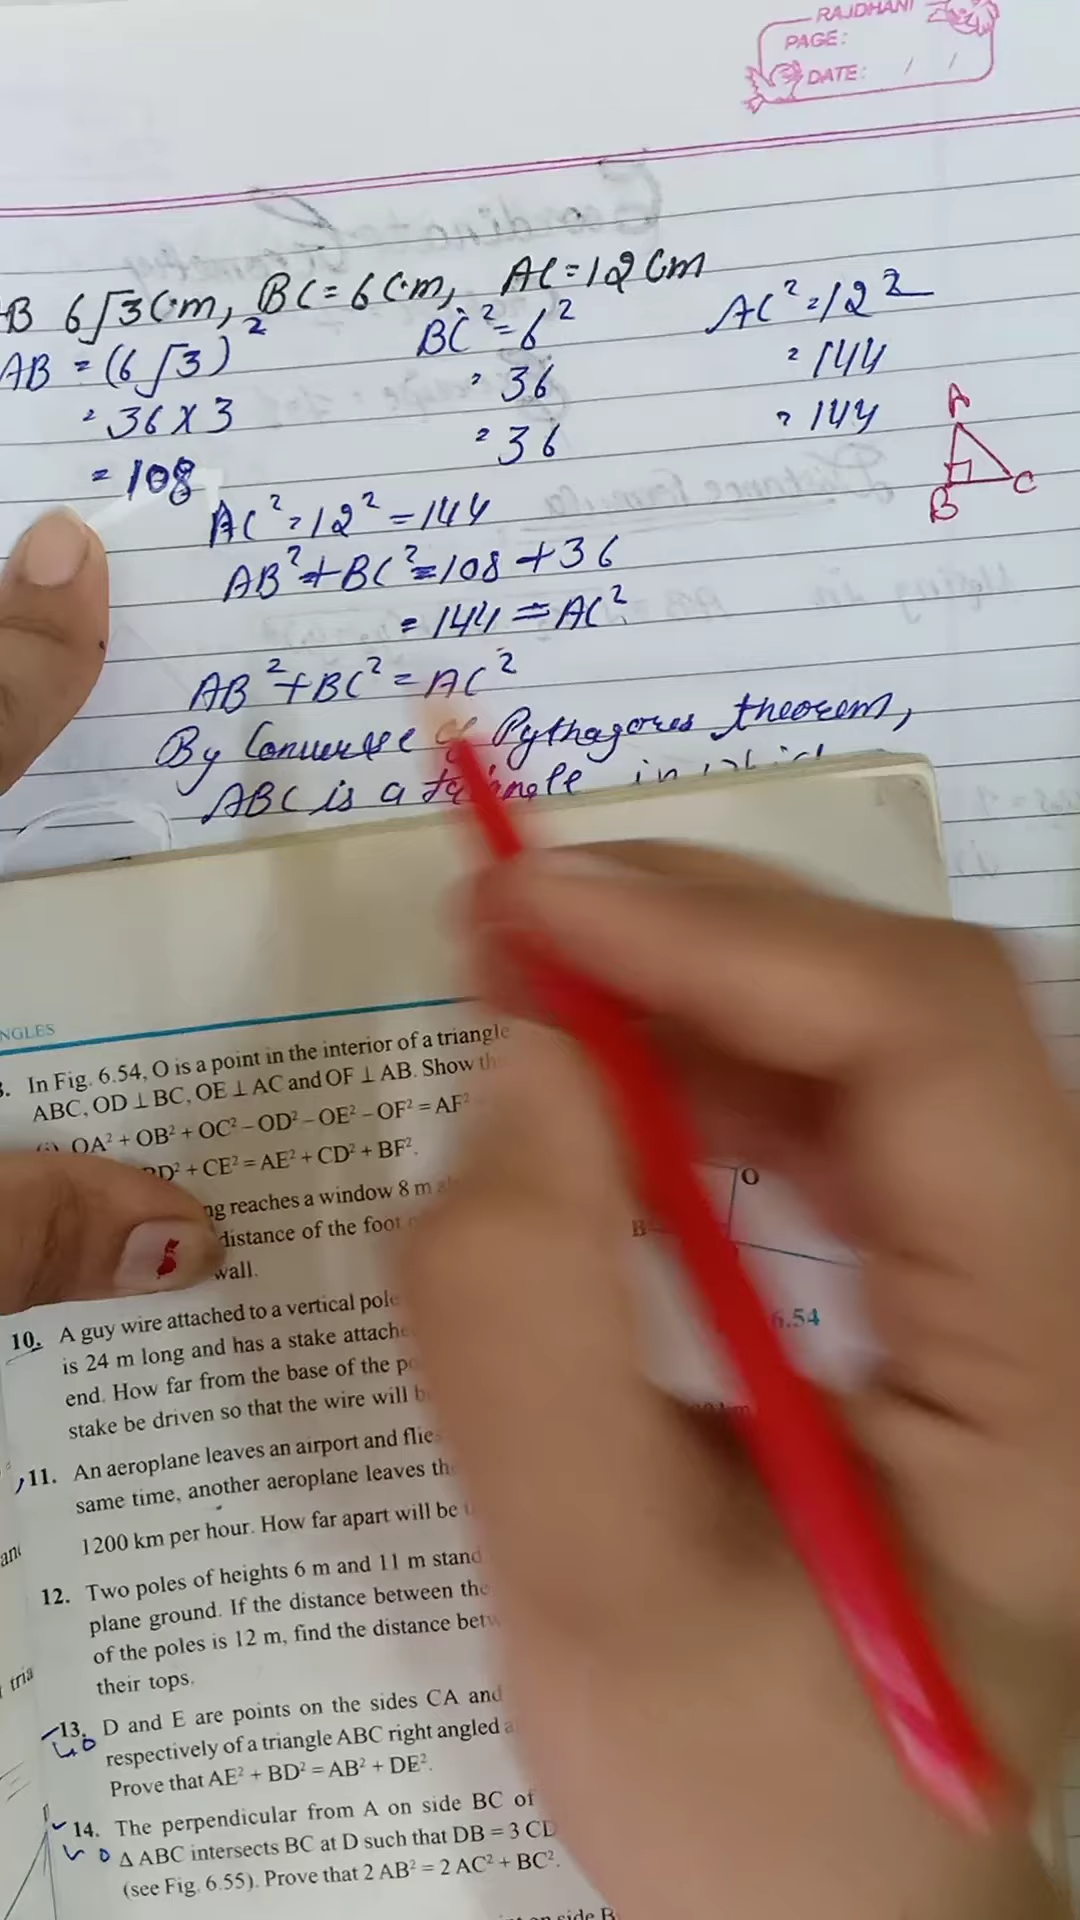 RAJDHANI
PAGE:
DATE: / /
B 6√3 Cm, BC = 6 Cm, AC = 12 Cm
AB = (6√3)² BC² = 6² AC² = 12²
= 36 × 3 = 36 = 144
= 108 = 36 = 144
A
B C
AC² = 12² = 144
AB² + BC² = 108 + 36
= 144 = AC²
AB² + BC² = AC²
By Converse of Pythagores theorem,
ABC is a in
NGLES
In Fig. 6.54, O is a point in the interior of a triangle
ABC, OD ⊥ BC, OE ⊥ AC and OF ⊥ AB. Show
OA² + OB² + OC² – OD² – OE² – OF² = AF²
BD² + CE² = AE² + CD² + BF².
reaches a window 8 m
distance of the foot
wall.
O
B
6.54
10. A guy wire attached to a vertical pole
is 24 m long and has a stake
end. How far from the base of the
stake be driven so that the wire will
11. An aeroplane leaves an airport and
same time, another aeroplane leaves
1200 km per hour. How far apart will be
12. Two poles of heights 6 m and 11 m stand
plane ground. If the distance between the
of the poles is 12 m, find the distance
their tops.
13. D and E are points on the sides CA and
respectively of a triangle ABC right angled
Prove that AE² + BD² = AB² + DE².
14. The perpendicular from A on side BC of
Δ ABC intersects BC at D such that DB = 3 CD
(see Fig. 6.55). Prove that 2 AB² = 2 AC² + BC².
side B